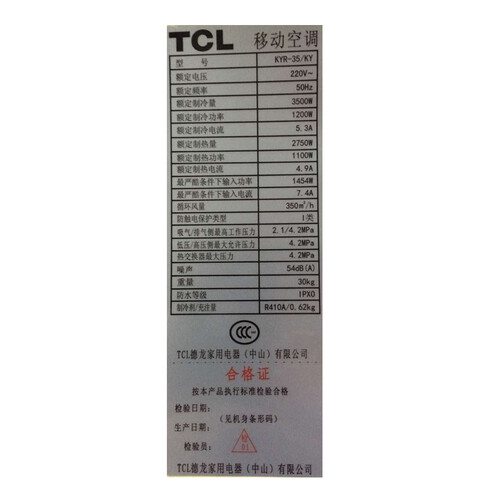 TCL 移动空调
型 号 KYR-35/KY
额定电压 220V~
额定频率 50Hz
额定制冷量 3500W
额定制冷功率 1200W
额定制冷电流 5.3A
额定制热量 2750W
额定制热功率 1100W
额定制热电流 4.9A
最严酷条件下输入功率 1454W
最严酷条件下输入电流 7.4A
循环风量 350m³/h
防触电保护类型 I类
吸气/排气侧最高工作压力 2.1/4.2MPa
低压/高压侧最大允许压力 4.2MPa
热交换器最大压力 4.2MPa
噪声 54dB(A)
重量 30kg
防水等级 IPX0
制冷剂/充注量 R410A/0.62kg
CCC
TCL德龙家用电器（中山）有限公司
合格证
按本产品执行标准检验合格
检验日期:
(见机身条形码)
生产日期:
检验员: 检 01
TCL德龙家用电器（中山）有限公司